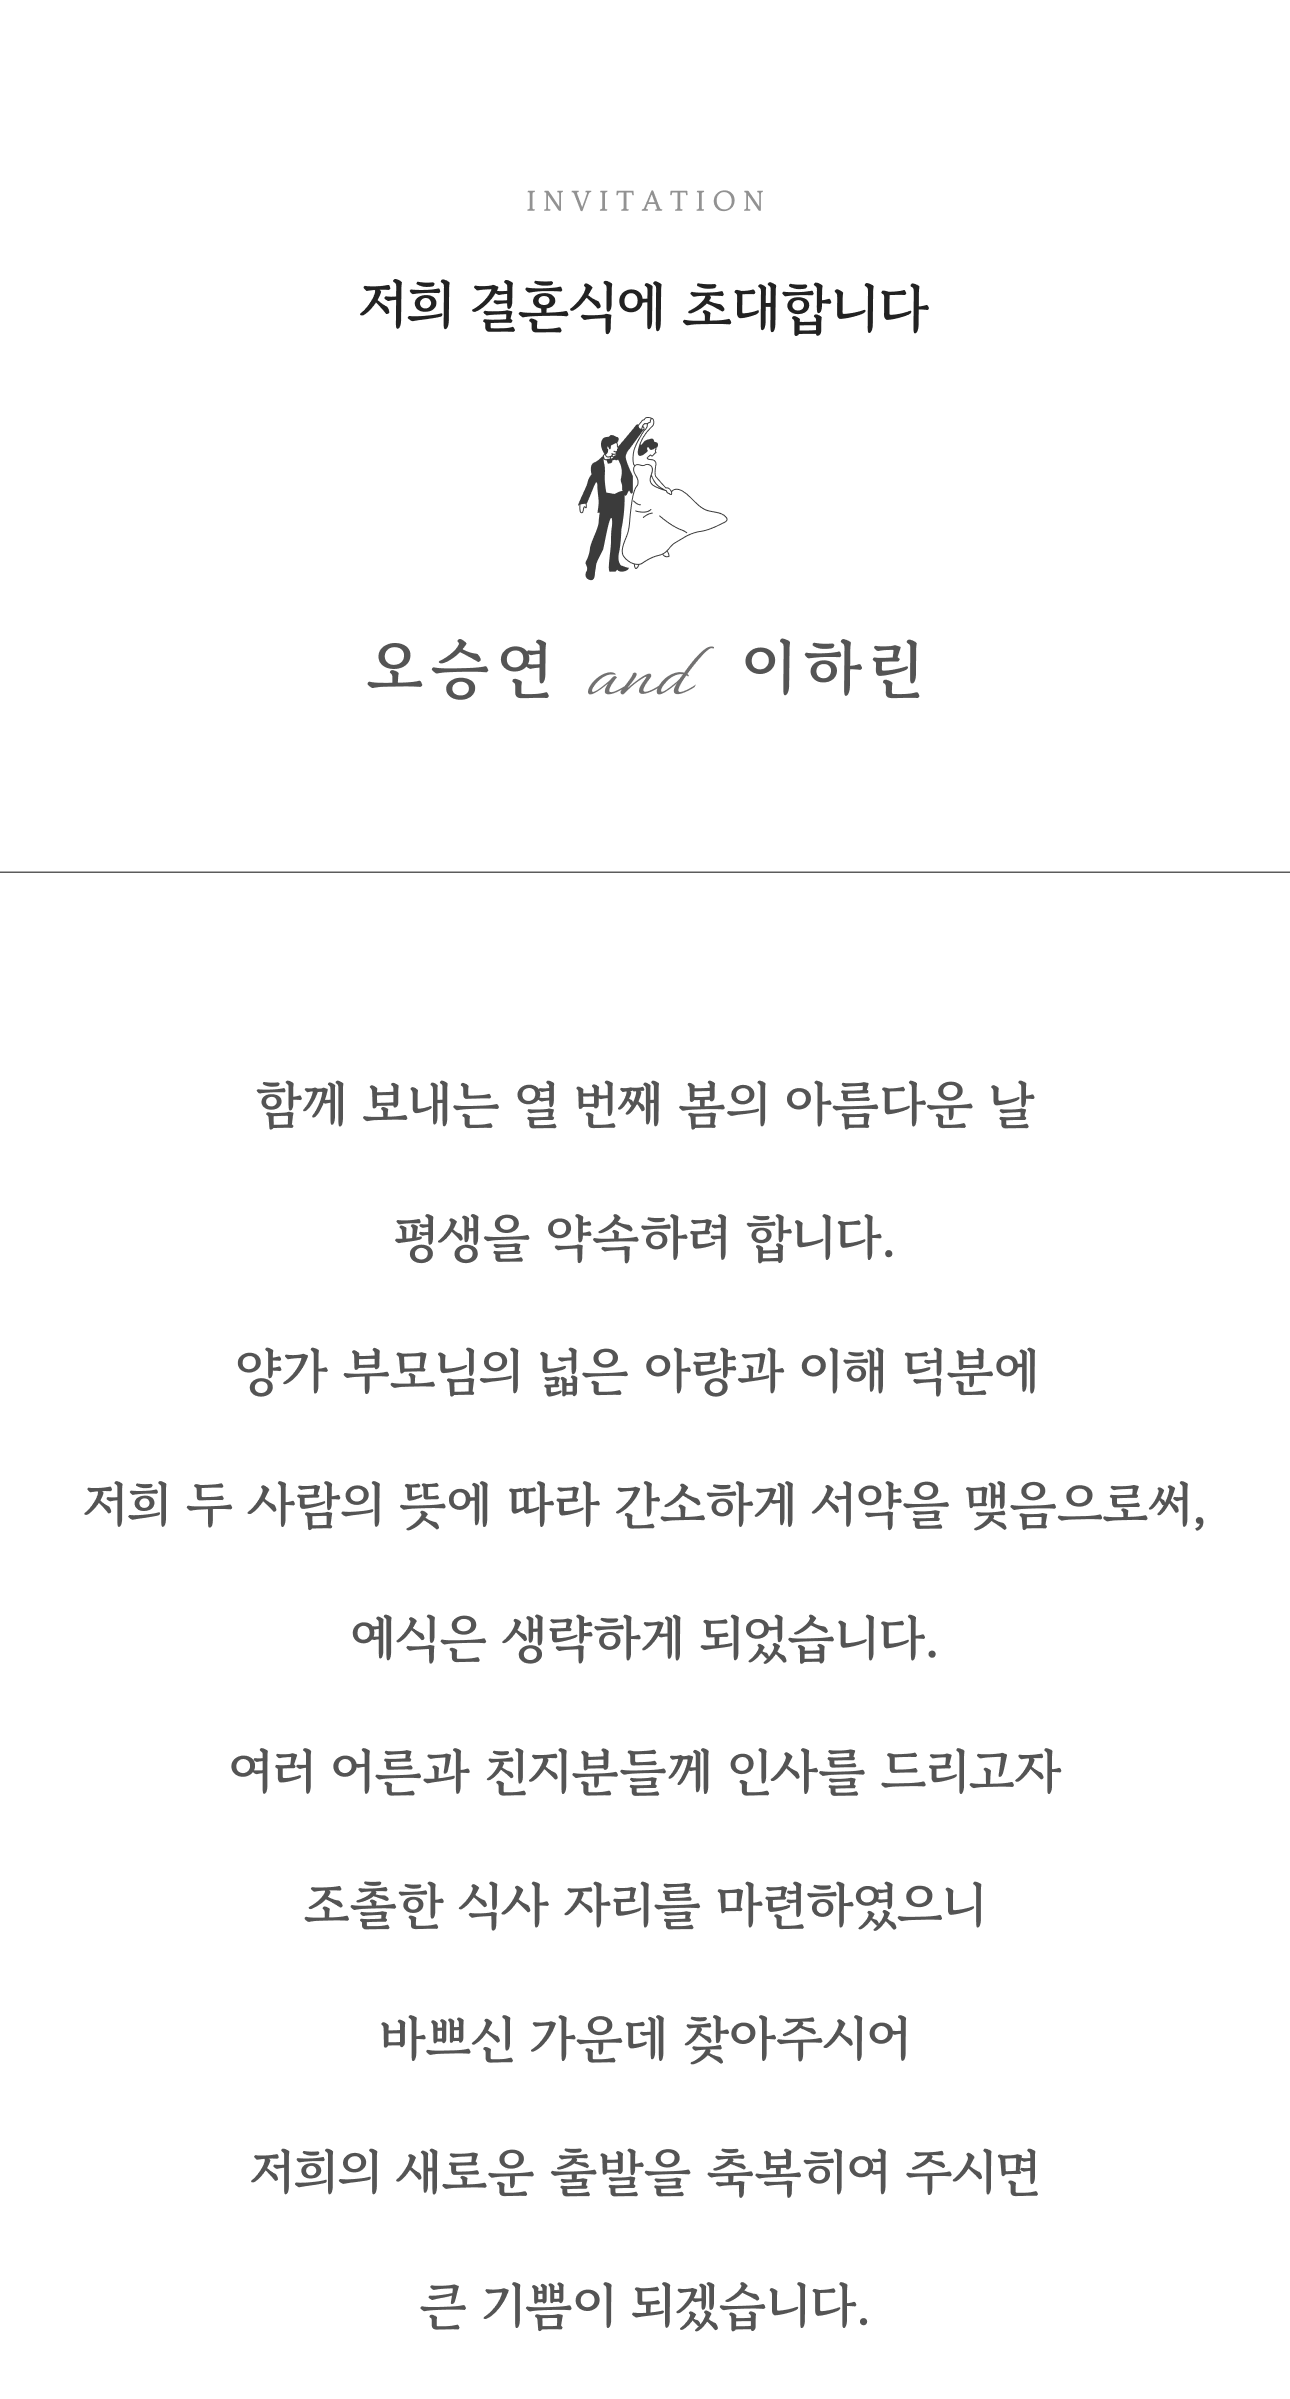 INVITATION
저희 결혼식에 초대합니다
오승연 and 이하린
함께 보내는 열 번째 봄의 아름다운 날
평생을 약속하려 합니다.
양가 부모님의 넓은 아량과 이해 덕분에
저희 두 사람의 뜻에 따라 간소하게 서약을 맺음으로써,
예식은 생략하게 되었습니다.
여러 어른과 친지분들께 인사를 드리고자
조촐한 식사 자리를 마련하였으니
바쁘신 가운데 찾아주시어
저희의 새로운 출발을 축복히여 주시면
큰 기쁨이 되겠습니다.